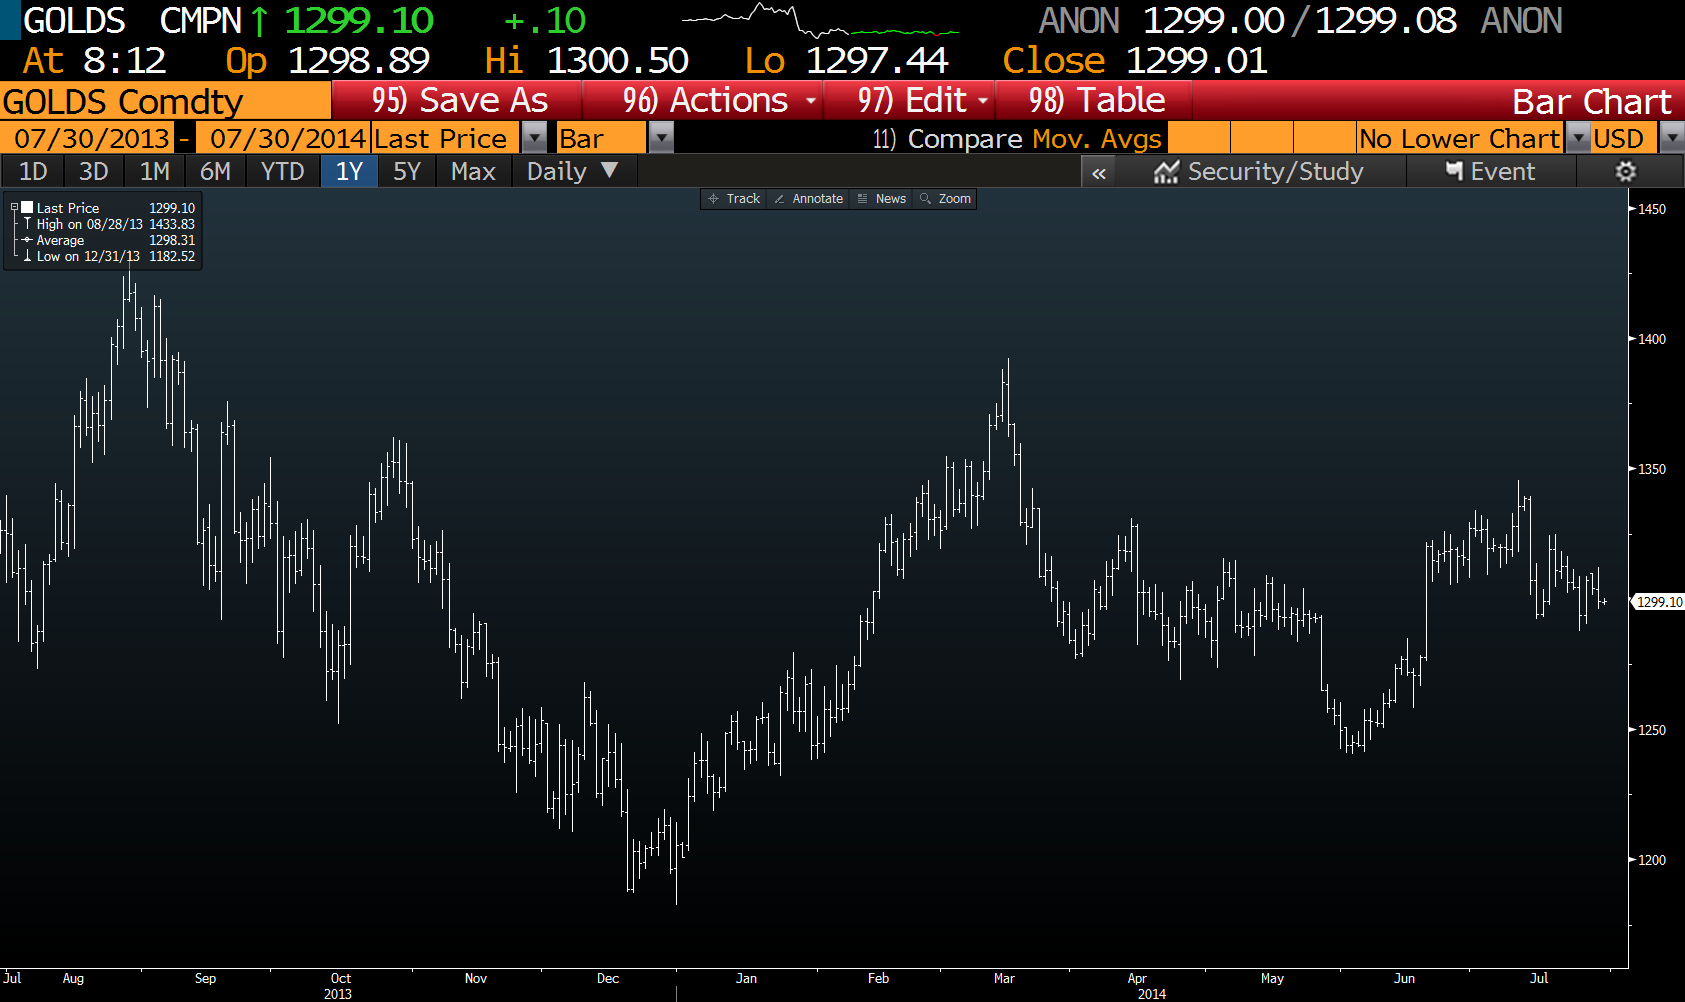 GOLDS CMPN ↑ 1299.10 +.10 ANON 1299.00 / 1299.08 ANON
At 8:12 Op 1298.89 Hi 1300.50 Lo 1297.44 Close 1299.01
GOLDS Comdty 95) Save As 96) Actions 97) Edit 98) Table Bar Chart
07/30/2013 - 07/30/2014 Last Price Bar 11) Compare Mov. Avgs No Lower Chart USD
1D 3D 1M 6M YTD 1Y 5Y Max Daily ▼ « Security/Study Event
Track Annotate News Zoom
Last Price 1299.10
High on 08/28/13 1433.83
Average 1298.31
Low on 12/31/13 1182.52
1450
1400
1350
1299.10
1250
1200
Jul Aug Sep Oct Nov Dec Jan Feb Mar Apr May Jun Jul
2013 2014